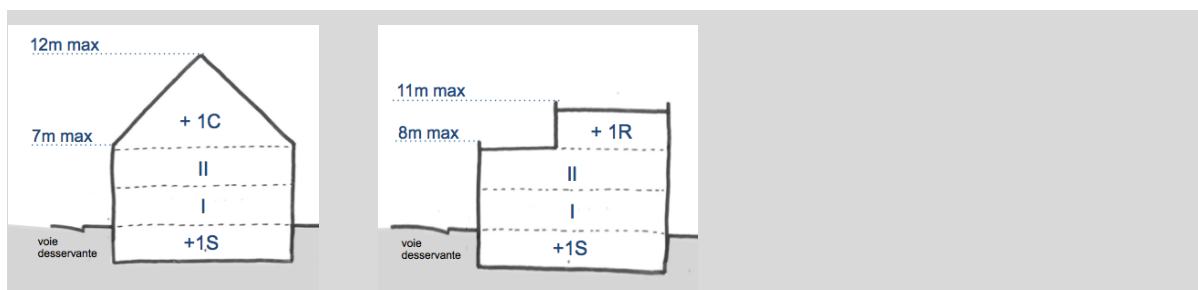 12m max
+ 1C
7m max
II
I
voie
desservante
+1S
11m max
8m max
+ 1R
II
I
voie
desservante
+1S